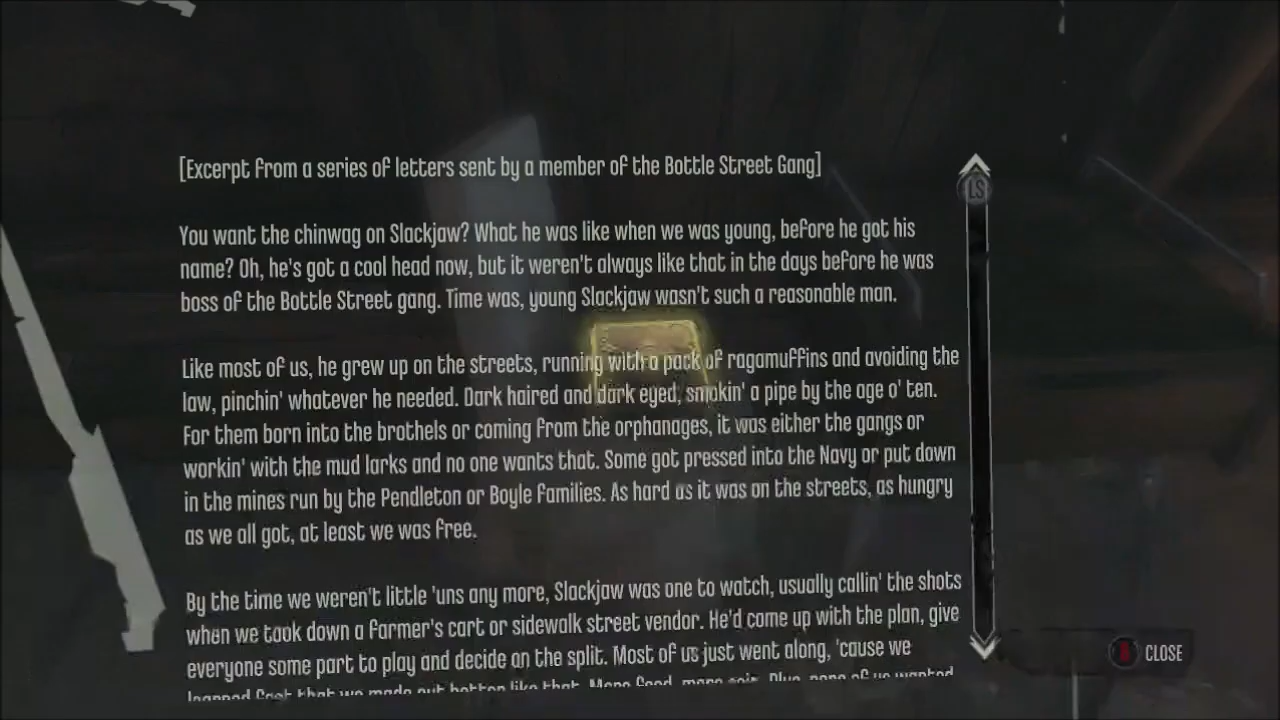 [Excerpt from a series of letters sent by a member of the Bottle Street Gang]
You want the chinwag on Slackjaw? What he was like when we was young, before he got his
name? Oh, he's got a cool head now, but it weren't always like that in the days before he was
boss of the Bottle Street gang. Time was, young Slackjaw wasn't such a reasonable man.
Like most of us, he grew up on the streets, running with a pack of ragamuffins and avoiding the
law, pinchin' whatever he needed. Dark haired and dark eyed, smokin' a pipe by the age o' ten.
For them born into the brothels or coming from the orphanages, it was either the gangs or
workin' with the mud larks and no one wants that. Some got pressed into the Navy or put down
in the mines run by the Pendleton or Boyle families. As hard as it was on the streets, as hungry
as we all got, at least we was free.
By the time we weren't little 'uns any more, Slackjaw was one to watch, usually callin' the shots
when we took down a farmer's cart or sidewalk street vendor. He'd come up with the plan, give
everyone some part to play and decide on the split. Most of us just went along, 'cause we
LS
CLOSE